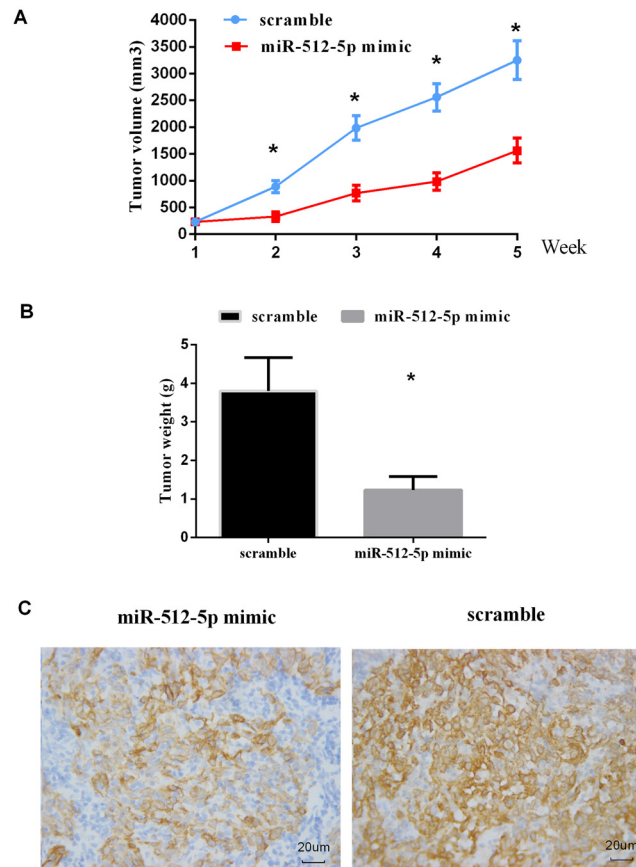 A
scramble
miR-512-5p mimic
Tumor volume (mm3)
4000
3500
3000
2500
2000
1500
1000
500
0
*
*
*
*
1
2
3
4
5
Week
B
scramble
miR-512-5p mimic
Tumor weight (g)
5
4
3
2
1
0
*
scramble
miR-512-5p mimic
C
miR-512-5p mimic
scramble
20um
20um